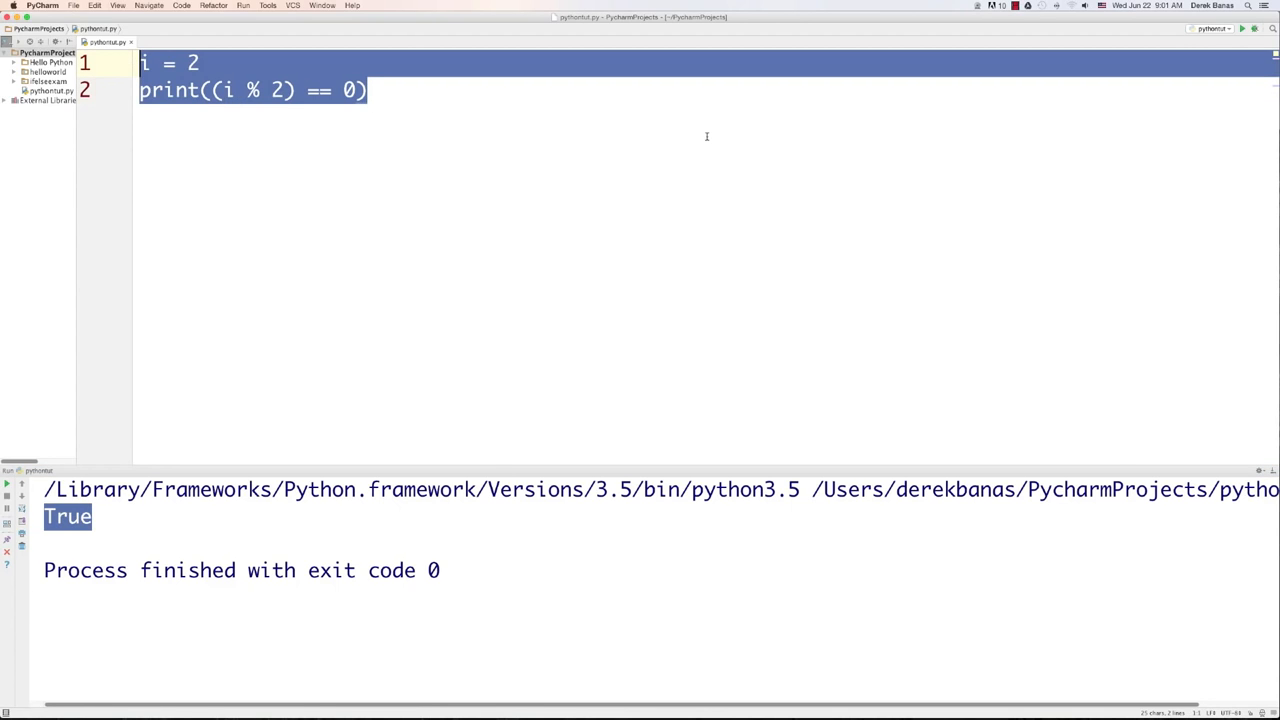 PyCharm File Edit View Navigate Code Refactor Run Tools VCS Window Help 10 Wed Jun 22 9:01 AM Derek Banas
pythontut.py - PycharmProjects - [~/PycharmProjects]
PycharmProjects pythontut.py pythontut
pythontut.py ×
PycharmProject
Hello Python
helloworld
ifelseexam
pythontut.py
External Librarie
1 i = 2
2 print((i % 2) == 0)
Run pythontut
/Library/Frameworks/Python.framework/Versions/3.5/bin/python3.5 /Users/derekbanas/PycharmProjects/pytho
True
Process finished with exit code 0
25 chars, 2 lines 1:1 LF÷ UTF-8÷